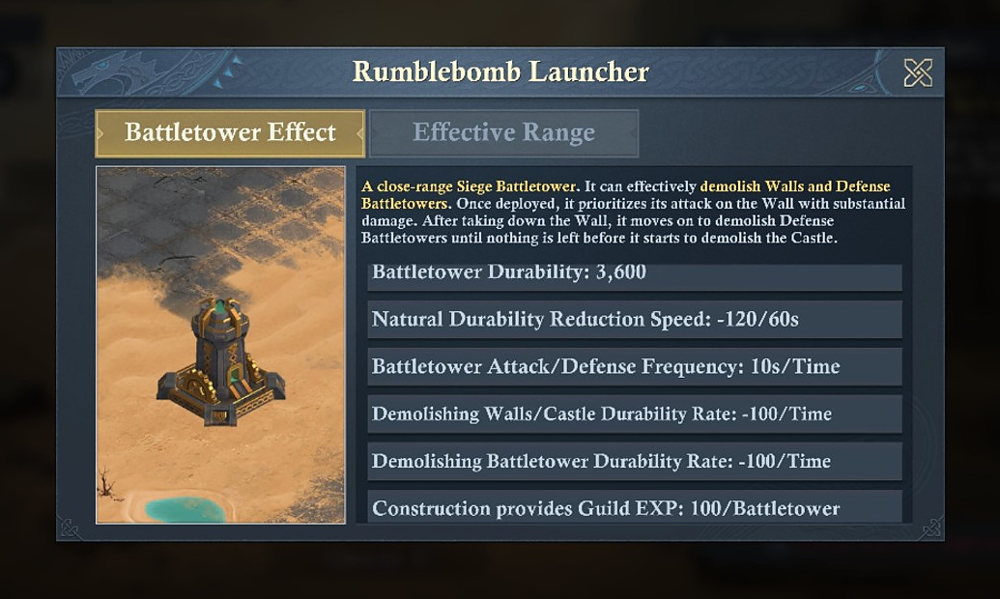 Rumblebomb Launcher
Battletower Effect
Effective Range
A close-range Siege Battletower. It can effectively demolish Walls and Defense
Battletowers. Once deployed, it prioritizes its attack on the Wall with substantial
damage. After taking down the Wall, it moves on to demolish Defense
Battletowers until nothing is left before it starts to demolish the Castle.
Battletower Durability: 3,600
Natural Durability Reduction Speed: -120/60s
Battletower Attack/Defense Frequency: 10s/Time
Demolishing Walls/Castle Durability Rate: -100/Time
Demolishing Battletower Durability Rate: -100/Time
Construction provides Guild EXP: 100/Battletower